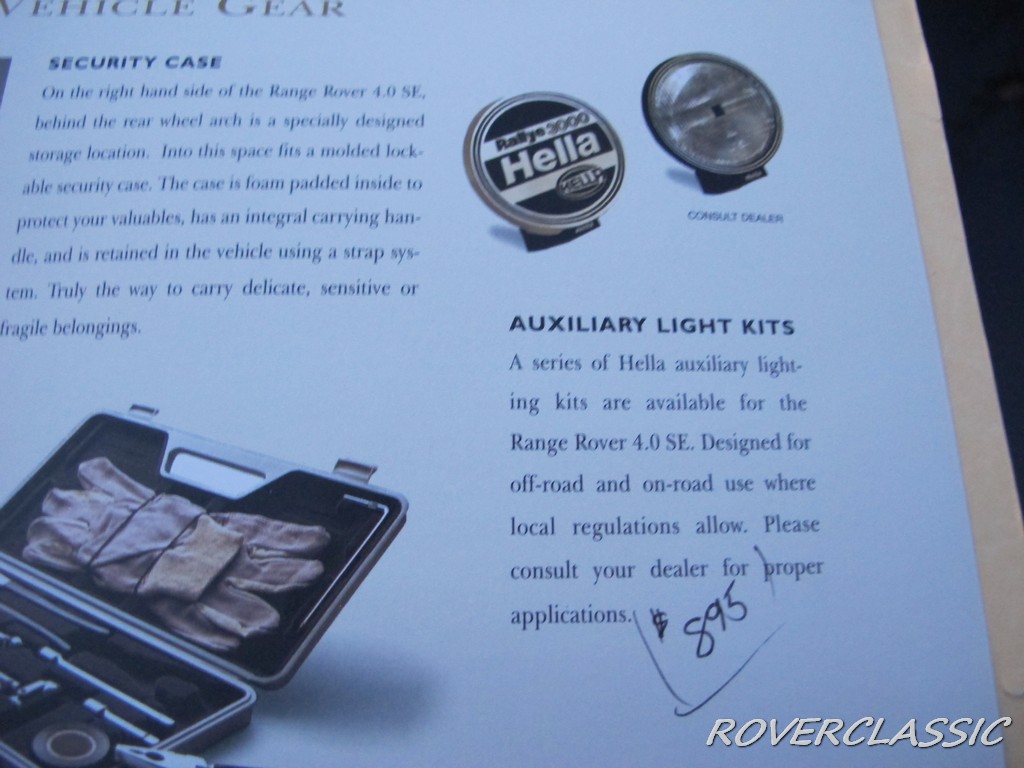 VEHICLE GEAR
SECURITY CASE
On the right hand side of the Range Rover 4.0 SE,
behind the rear wheel arch is a specially designed
storage location. Into this space fits a molded lock-
able security case. The case is foam padded inside to
protect your valuables, has an integral carrying han-
dle, and is retained in the vehicle using a strap sys-
tem. Truly the way to carry delicate, sensitive or
fragile belongings.
Rallye 3000
Hella
HELLA
CONSULT DEALER
AUXILIARY LIGHT KITS
A series of Hella auxiliary light-
ing kits are available for the
Range Rover 4.0 SE. Designed for
off-road and on-road use where
local regulations allow. Please
consult your dealer for proper
applications.
$ 895
ROVERCLASSIC